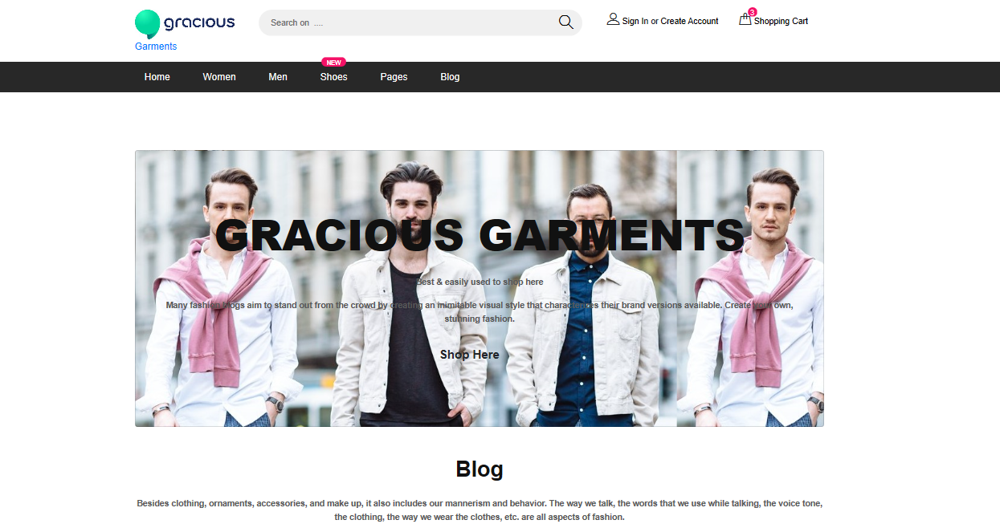 gracious
Garments
Search on ....
Sign In or Create Account
3
Shopping Cart
NEW
Home Women Men Shoes Pages Blog
GRACIOUS GARMENTS
Best & easily used to shop here
Many fashion blogs aim to stand out from the crowd by creating an inimitable visual style that characterizes their brand versions available. Create your own,
stunning fashion.
Shop Here
Blog
Besides clothing, ornaments, accessories, and make up, it also includes our mannerism and behavior. The way we talk, the words that we use while talking, the voice tone,
the clothing, the way we wear the clothes, etc. are all aspects of fashion.